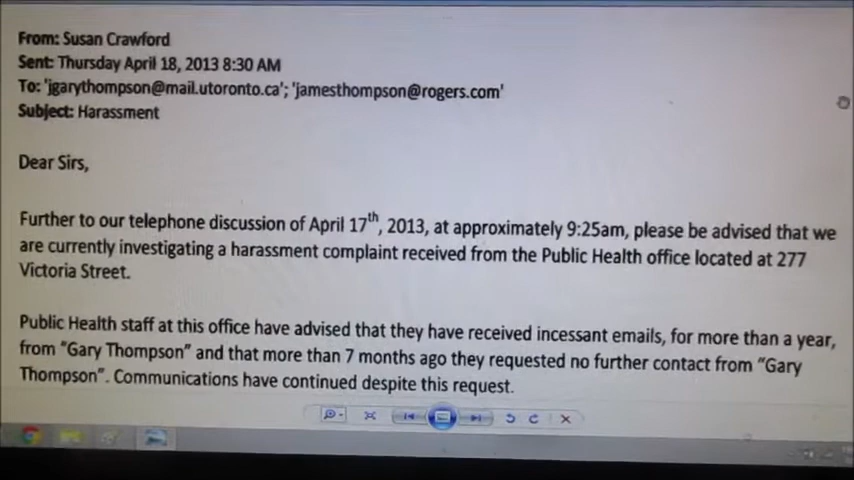 From: Susan Crawford
Sent: Thursday April 18, 2013 8:30 AM
To: 'jgarythompson@mail.utoronto.ca'; 'jamesthompson@rogers.com'
Subject: Harassment
Dear Sirs,
Further to our telephone discussion of April 17th, 2013, at approximately 9:25am, please be advised that we
are currently investigating a harassment complaint received from the Public Health office located at 277
Victoria Street.
Public Health staff at this office have advised that they have received incessant emails, for more than a year,
from "Gary Thompson" and that more than 7 months ago they requested no further contact from "Gary
Thompson". Communications have continued despite this request.